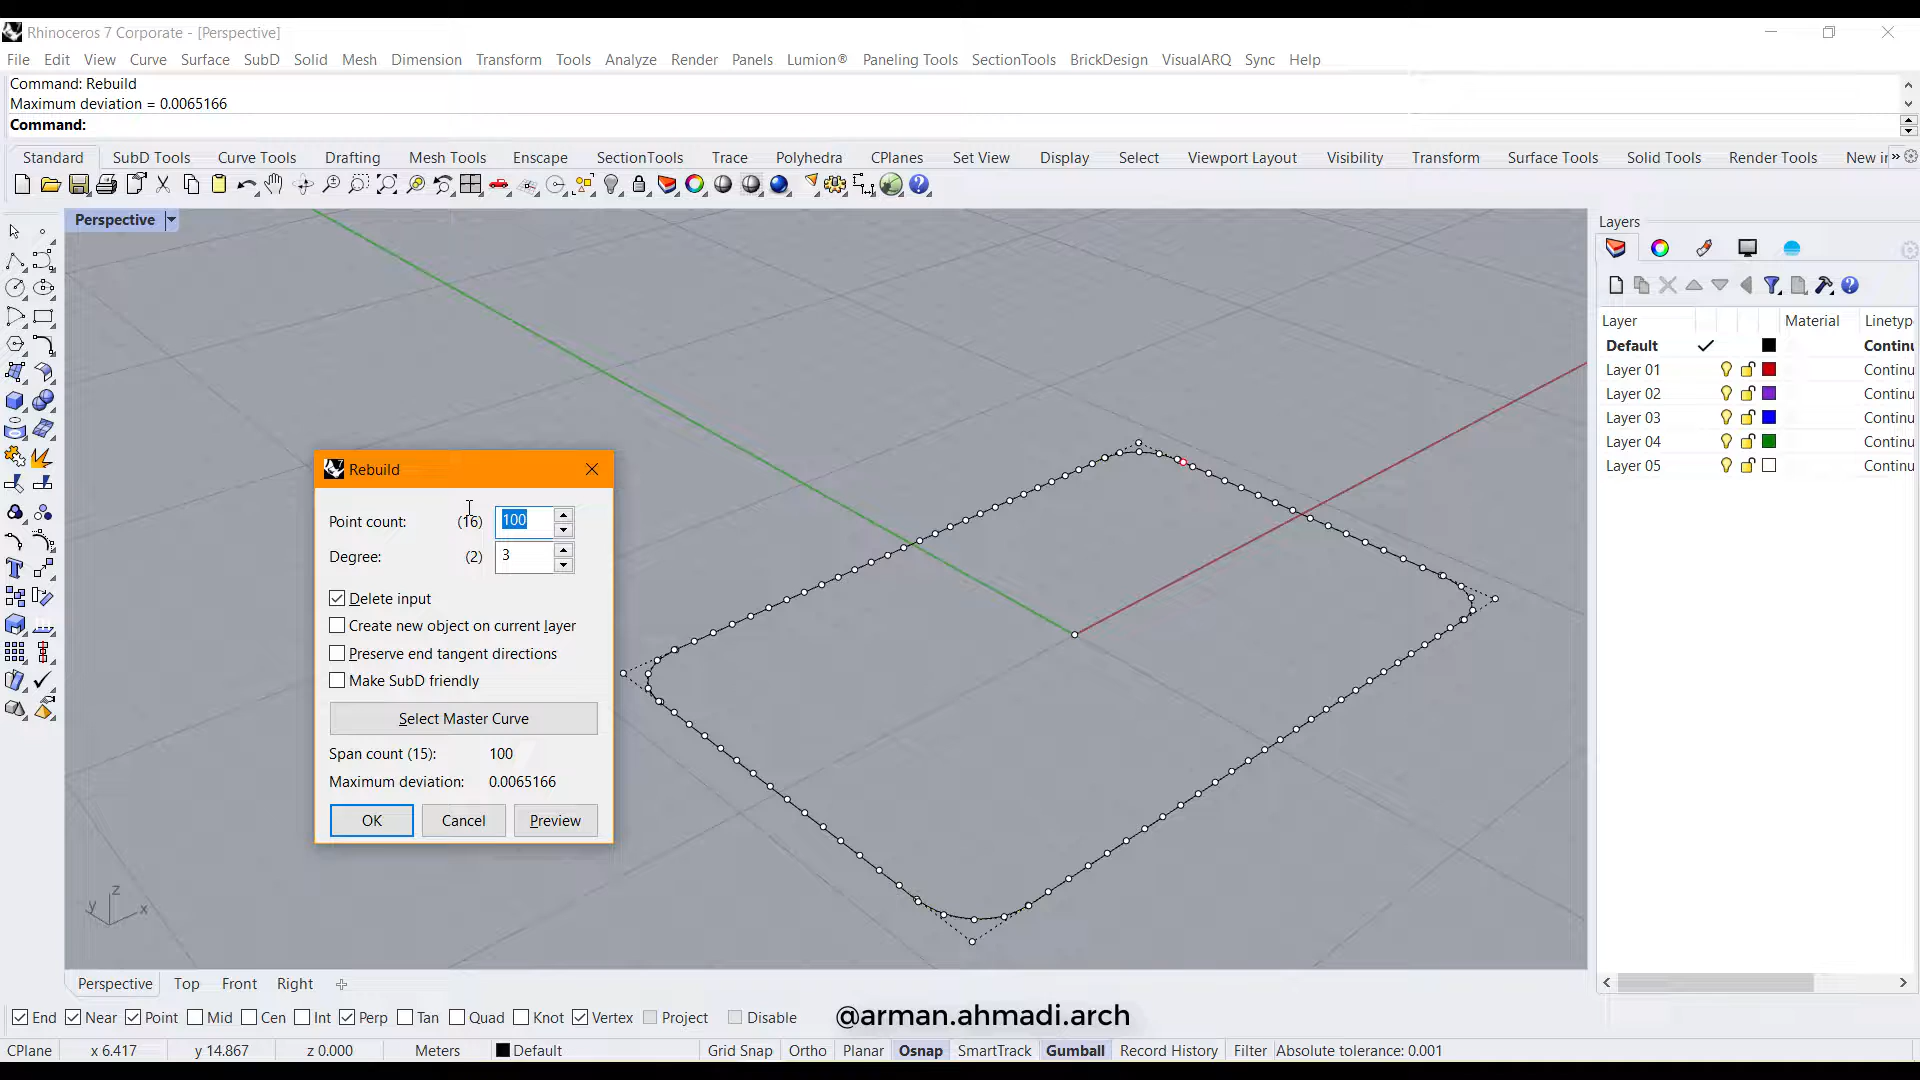 Rhinoceros 7 Corporate - [Perspective]
File Edit View Curve Surface SubD Solid Mesh Dimension Transform Tools Analyze Render Panels Lumion® Paneling Tools SectionTools BrickDesign VisualARQ Sync Help
Command: Rebuild
Maximum deviation = 0.0065166
Command:
Standard SubD Tools Curve Tools Drafting Mesh Tools Enscape SectionTools Trace Polyhedra CPlanes Set View Display Select Viewport Layout Visibility Transform Surface Tools Solid Tools Render Tools New in »
Perspective
Layers
Layer Material Linetyp
Default Continu
Layer 01 Continu
Layer 02 Continu
Layer 03 Continu
Layer 04 Continu
Layer 05 Continu
Rebuild
Point count: (16) 100
Degree: (2) 3
Delete input
Create new object on current layer
Preserve end tangent directions
Make SubD friendly
Select Master Curve
Span count (15): 100
Maximum deviation: 0.0065166
OK Cancel Preview
z
y x
Perspective Top Front Right
End Near Point Mid Cen Int Perp Tan Quad Knot Vertex Project Disable
@arman.ahmadi.arch
CPlane x 6.417 y 14.867 z 0.000 Meters Default Grid Snap Ortho Planar Osnap SmartTrack Gumball Record History Filter Absolute tolerance: 0.001